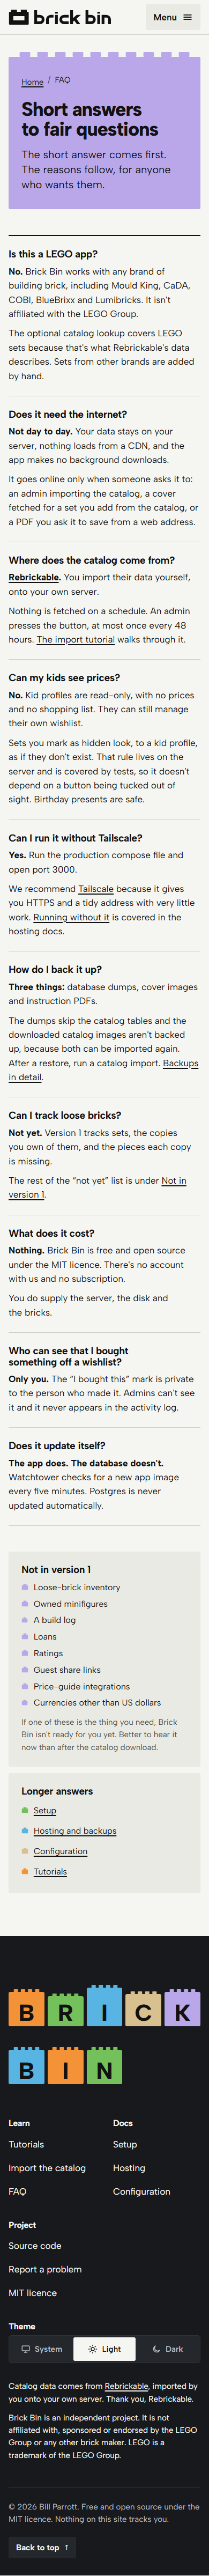 brick bin
Menu
Home / FAQ
Short answers
to fair questions
The short answer comes first.
The reasons follow, for anyone
who wants them.
Is this a LEGO app?
No. Brick Bin works with any brand of
building brick, including Mould King, CaDA,
COBI, BlueBrixx and Lumibricks. It isn't
affiliated with the LEGO Group.
The optional catalog lookup covers LEGO
sets because that's what Rebrickable's data
describes. Sets from other brands are added
by hand.
Does it need the internet?
Not day to day. Your data stays on your
server, nothing loads from a CDN, and the
app makes no background downloads.
It goes online only when someone asks it to:
an admin importing the catalog, a cover
fetched for a set you add from the catalog, or
a PDF you ask it to save from a web address.
Where does the catalog come from?
Rebrickable. You import their data yourself,
onto your own server.
Nothing is fetched on a schedule. An admin
presses the button, at most once every 48
hours. The import tutorial walks through it.
Can my kids see prices?
No. Kid profiles are read-only, with no prices
and no shopping list. They can still manage
their own wishlist.
Sets you mark as hidden look, to a kid profile,
as if they don't exist. That rule lives on the
server and is covered by tests, so it doesn't
depend on a button being tucked out of
sight. Birthday presents are safe.
Can I run it without Tailscale?
Yes. Run the production compose file and
open port 3000.
We recommend Tailscale because it gives
you HTTPS and a tidy address with very little
work. Running without it is covered in the
hosting docs.
How do I back it up?
Three things: database dumps, cover images
and instruction PDFs.
The dumps skip the catalog tables and the
downloaded catalog images aren't backed
up, because both can be imported again.
After a restore, run a catalog import. Backups
in detail.
Can I track loose bricks?
Not yet. Version 1 tracks sets, the copies
you own of them, and the pieces each copy
is missing.
The rest of the “not yet” list is under Not in
version 1.
What does it cost?
Nothing. Brick Bin is free and open source
under the MIT licence. There's no account
with us and no subscription.
You do supply the server, the disk and
the bricks.
Who can see that I bought
something off a wishlist?
Only you. The “I bought this” mark is private
to the person who made it. Admins can't see
it and it never appears in the activity log.
Does it update itself?
The app does. The database doesn't.
Watchtower checks for a new app image
every five minutes. Postgres is never
updated automatically.
Not in version 1
Loose-brick inventory
Owned minifigures
A build log
Loans
Ratings
Guest share links
Price-guide integrations
Currencies other than US dollars
If one of these is the thing you need, Brick
Bin isn't ready for you yet. Better to hear it
now than after the catalog download.
Longer answers
Setup
Hosting and backups
Configuration
Tutorials
BRICK
BIN
Learn
Tutorials
Import the catalog
FAQ
Docs
Setup
Hosting
Configuration
Project
Source code
Report a problem
MIT licence
Theme
System Light Dark
Catalog data comes from Rebrickable, imported by
you onto your own server. Thank you, Rebrickable.
Brick Bin is an independent project. It is not
affiliated with, sponsored or endorsed by the LEGO
Group or any other brick maker. LEGO is a
trademark of the LEGO Group.
© 2026 Bill Parrott. Free and open source under the
MIT licence. Nothing on this site tracks you.
Back to top ↑